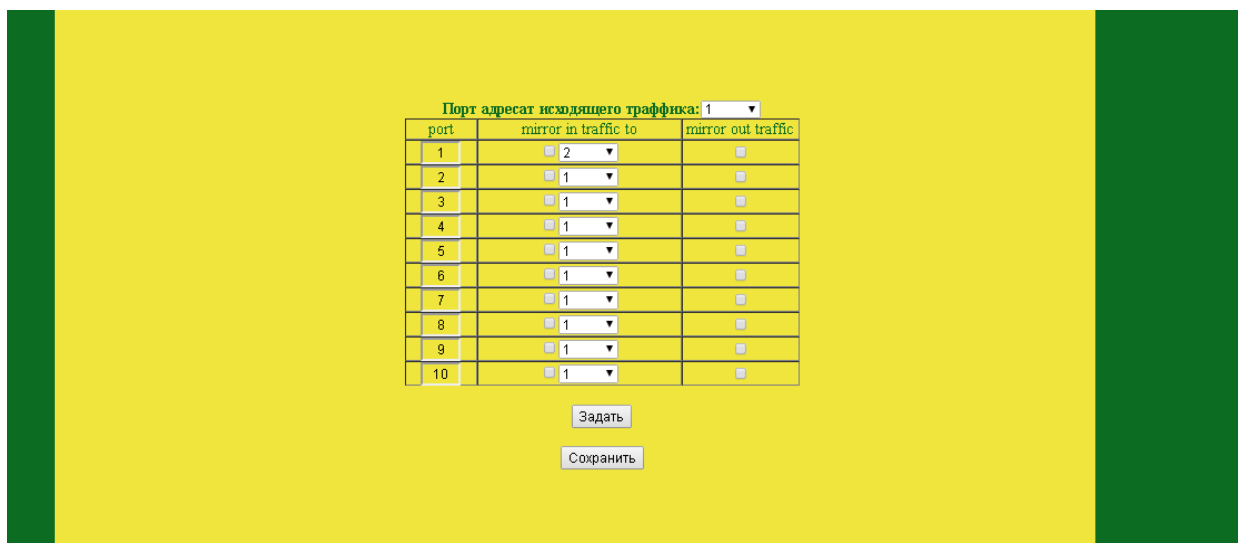 Порт адресат исходящего траффика: 1
port mirror in traffic to mirror out traffic
1 2
2 1
3 1
4 1
5 1
6 1
7 1
8 1
9 1
10 1
Задать
Сохранить